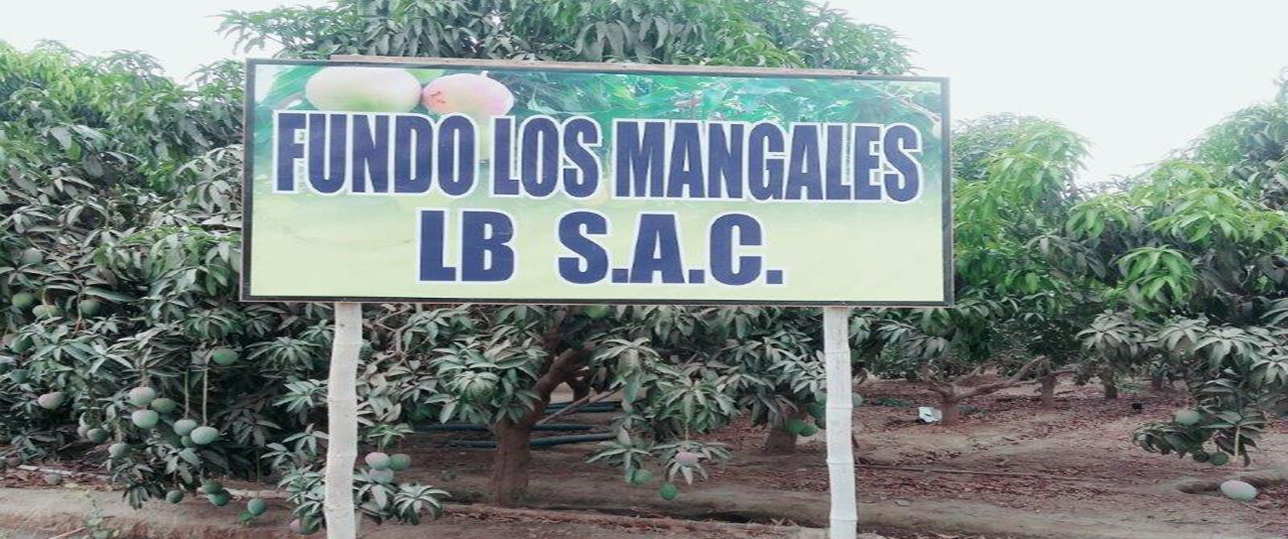 FUNDO LOS MANGALES
LB S.A.C.